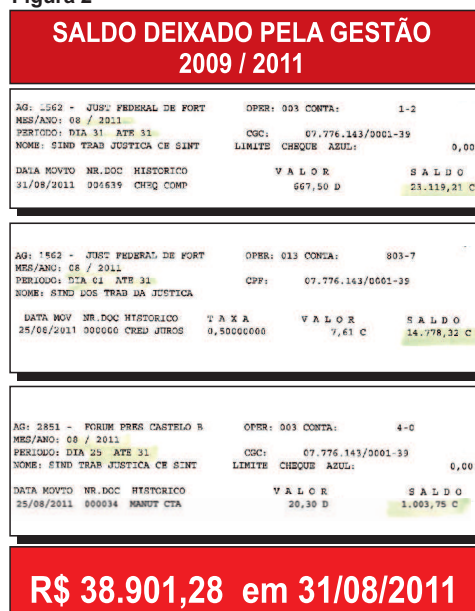 Figura 2
SALDO DEIXADO PELA GESTÃO
2009 / 2011
AG: 1562 - JUST FEDERAL DE FORT OPER: 003 CONTA: 1-2
MES/ANO: 08 / 2011
PERIODO: DIA 31 ATE 31 CGC: 07.776.143/0001-39
NOME: SIND TRAB JUSTICA CE SINT LIMITE CHEQUE AZUL: 0,00
DATA MOVTO NR.DOC HISTORICO V A L O R S A L D O
31/08/2011 004639 CHEQ COMP 667,50 D 23.119,21 C
AG: 1562 - JUST FEDERAL DE FORT OPER: 013 CONTA: 803-7
MES/ANO: 08 / 2011
PERIODO: DIA 01 ATE 31 CPF: 07.776.143/0001-39
NOME: SIND DOS TRAB DA JUSTICA
DATA MOV NR.DOC HISTORICO T A X A V A L O R S A L D O
25/08/2011 000000 CRED JUROS 0,50000000 7,61 C 14.778,32 C
AG: 2851 - FORUM PRES CASTELO B OPER: 003 CONTA: 4-0
MES/ANO: 08 / 2011
PERIODO: DIA 25 ATE 31 CGC: 07.776.143/0001-39
NOME: SIND TRAB JUSTICA CE SINT LIMITE CHEQUE AZUL: 0,00
DATA MOVTO NR.DOC HISTORICO V A L O R S A L D O
25/08/2011 000034 MANUT CTA 20,30 D 1.003,75 C
R$ 38.901,28 em 31/08/2011